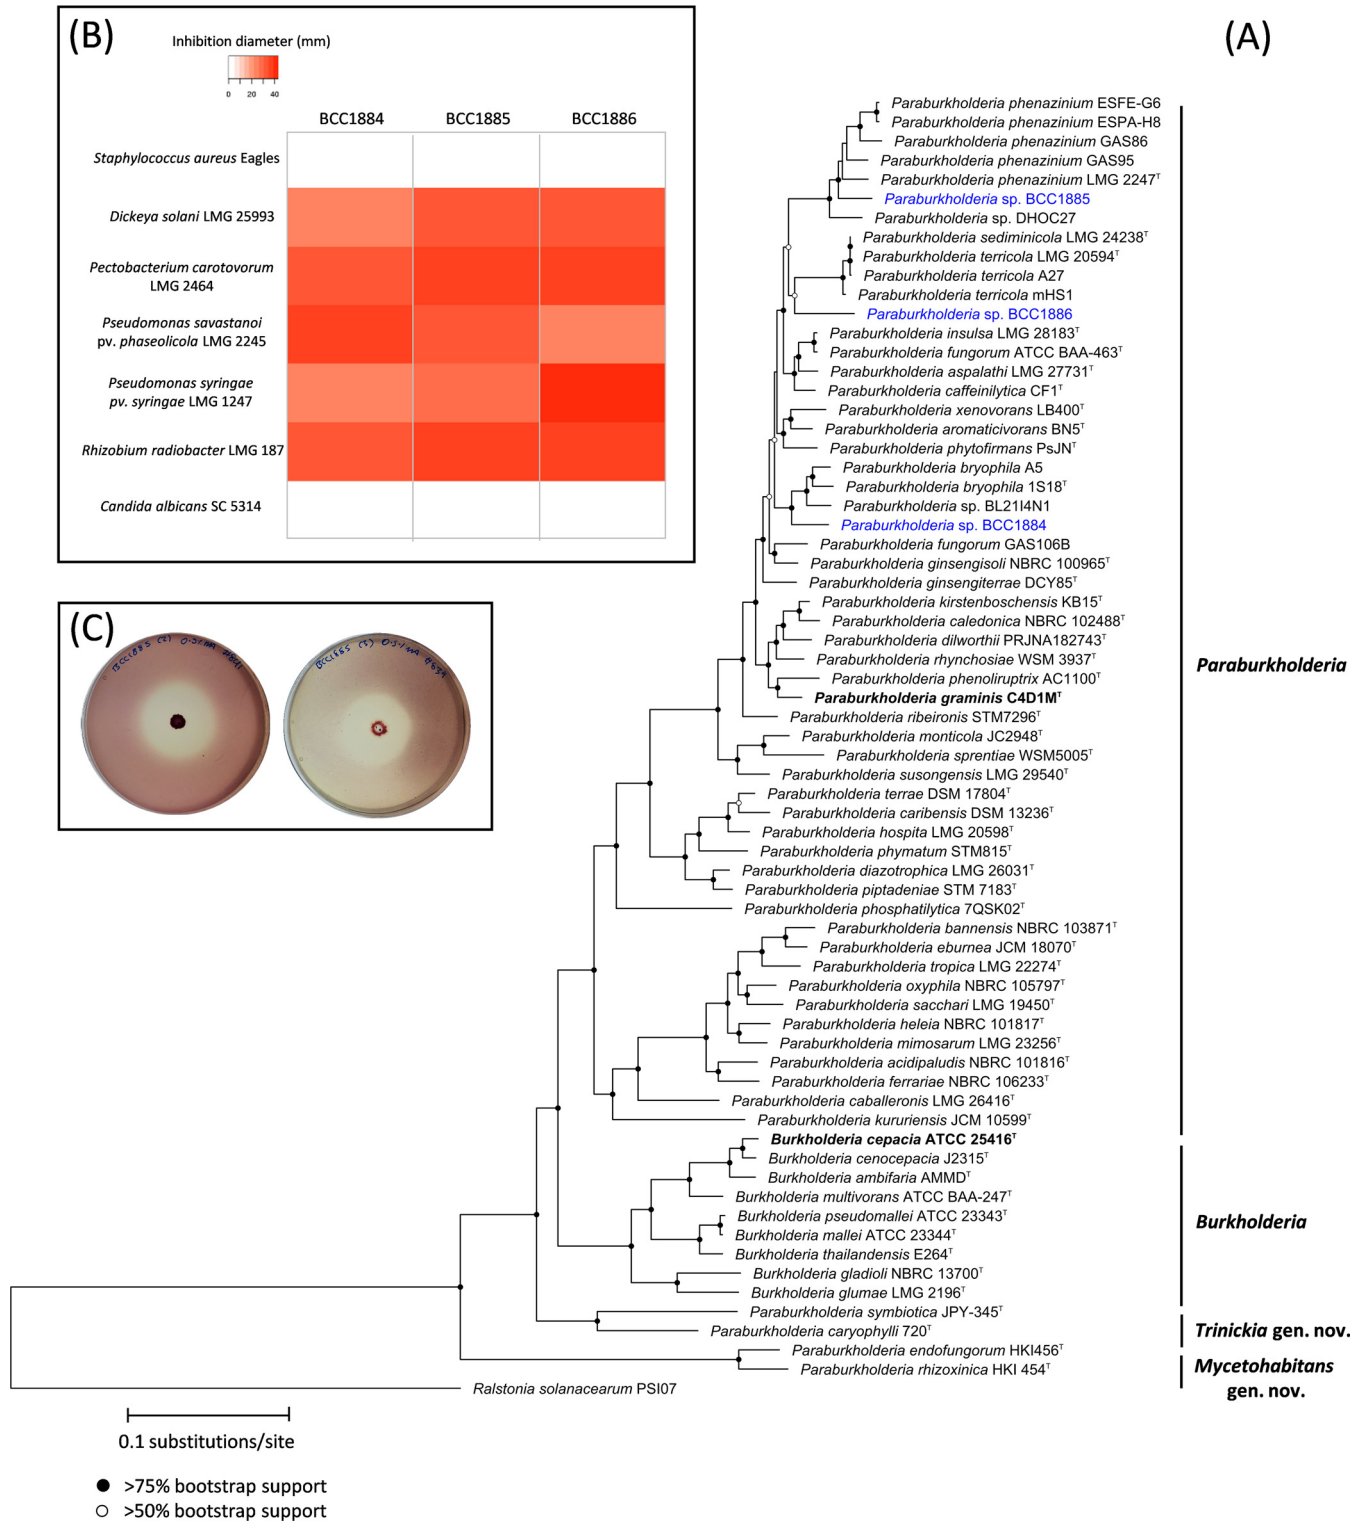 (B)
Inhibition diameter (mm)
0 20 40
BCC1884 BCC1885 BCC1886
Staphylococcus aureus Eagles
Dickeya solani LMG 25993
Pectobacterium carotovorum
LMG 2464
Pseudomonas savastanoi
pv. phaseolicola LMG 2245
Pseudomonas syringae
pv. syringae LMG 1247
Rhizobium radiobacter LMG 187
Candida albicans SC 5314
(C)
BCC1885
BCC1885
(A)
Paraburkholderia phenazinium ESFE-G6
Paraburkholderia phenazinium ESPA-H8
Paraburkholderia phenazinium GAS86
Paraburkholderia phenazinium GAS95
Paraburkholderia phenazinium LMG 2247ᵀ
Paraburkholderia sp. BCC1885
Paraburkholderia sp. DHOC27
Paraburkholderia sediminicola LMG 24238ᵀ
Paraburkholderia terricola LMG 20594ᵀ
Paraburkholderia terricola A27
Paraburkholderia terricola mHS1
Paraburkholderia sp. BCC1886
Paraburkholderia insulsa LMG 28183ᵀ
Paraburkholderia fungorum ATCC BAA-463ᵀ
Paraburkholderia aspalathi LMG 27731ᵀ
Paraburkholderia caffeinilytica CF1ᵀ
Paraburkholderia xenovorans LB400ᵀ
Paraburkholderia aromaticivorans BN5ᵀ
Paraburkholderia phytofirmans PsJNᵀ
Paraburkholderia bryophila A5
Paraburkholderia bryophila 1S18ᵀ
Paraburkholderia sp. BL21I4N1
Paraburkholderia sp. BCC1884
Paraburkholderia fungorum GAS106B
Paraburkholderia ginsengisoli NBRC 100965ᵀ
Paraburkholderia ginsengiterrae DCY85ᵀ
Paraburkholderia kirstenboschensis KB15ᵀ
Paraburkholderia caledonica NBRC 102488ᵀ
Paraburkholderia dilworthii PRJNA182743ᵀ
Paraburkholderia rhynchosiae WSM 3937ᵀ
Paraburkholderia phenoliruptrix AC1100ᵀ
Paraburkholderia graminis C4D1Mᵀ
Paraburkholderia ribeironis STM7296ᵀ
Paraburkholderia monticola JC2948ᵀ
Paraburkholderia sprentiae WSM5005ᵀ
Paraburkholderia susongensis LMG 29540ᵀ
Paraburkholderia terrae DSM 17804ᵀ
Paraburkholderia caribensis DSM 13236ᵀ
Paraburkholderia hospita LMG 20598ᵀ
Paraburkholderia phymatum STM815ᵀ
Paraburkholderia diazotrophica LMG 26031ᵀ
Paraburkholderia piptadeniae STM 7183ᵀ
Paraburkholderia phosphatilytica 7QSK02ᵀ
Paraburkholderia bannensis NBRC 103871ᵀ
Paraburkholderia eburnea JCM 18070ᵀ
Paraburkholderia tropica LMG 22274ᵀ
Paraburkholderia oxyphila NBRC 105797ᵀ
Paraburkholderia sacchari LMG 19450ᵀ
Paraburkholderia heleia NBRC 101817ᵀ
Paraburkholderia mimosarum LMG 23256ᵀ
Paraburkholderia acidipaludis NBRC 101816ᵀ
Paraburkholderia ferrariae NBRC 106233ᵀ
Paraburkholderia caballeronis LMG 26416ᵀ
Paraburkholderia kururiensis JCM 10599ᵀ
Burkholderia cepacia ATCC 25416ᵀ
Burkholderia cenocepacia J2315ᵀ
Burkholderia ambifaria AMMDᵀ
Burkholderia multivorans ATCC BAA-247ᵀ
Burkholderia pseudomallei ATCC 23343ᵀ
Burkholderia mallei ATCC 23344ᵀ
Burkholderia thailandensis E264ᵀ
Burkholderia gladioli NBRC 13700ᵀ
Burkholderia glumae LMG 2196ᵀ
Paraburkholderia symbiotica JPY-345ᵀ
Paraburkholderia caryophylli 720ᵀ
Paraburkholderia endofungorum HKI456ᵀ
Paraburkholderia rhizoxinica HKI 454ᵀ
Ralstonia solanacearum PSI07
Paraburkholderia
Burkholderia
Trinickia gen. nov.
Mycetohabitans
gen. nov.
0.1 substitutions/site
>75% bootstrap support
>50% bootstrap support